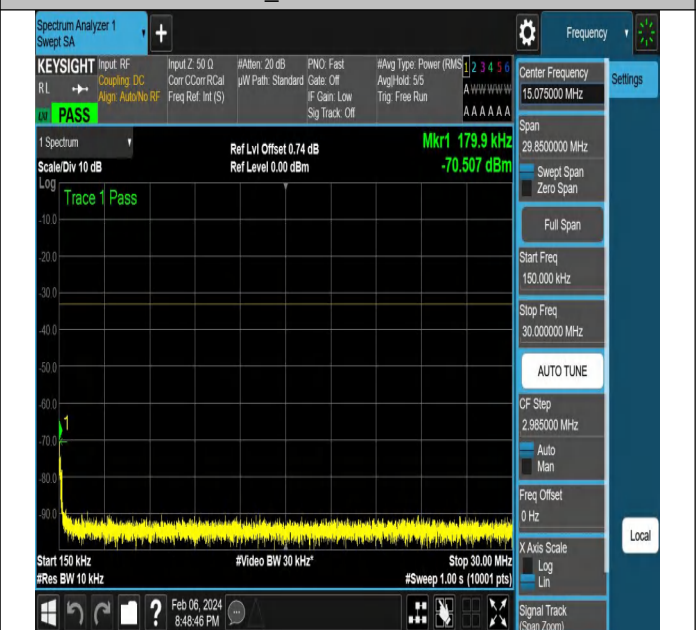 Spectrum Analyzer 1
Swept SA
+
Frequency
KEYSIGHT
RL
Input: RF
Coupling: DC
Align: Auto/No RF
Input Z: 50 Ω
Corr CCorr RCal
Freq Ref: Int (S)
#Atten: 20 dB
µW Path: Standard
PNO: Fast
Gate: Off
IF Gain: Low
Sig Track: Off
#Avg Type: Power (RMS
Avg|Hold: 5/5
Trig: Free Run
1 2 3 4 5 6
A W W W W W
A A A A A A
LXI
PASS
1 Spectrum
Scale/Div 10 dB
Ref Lvl Offset 0.74 dB
Ref Level 0.00 dBm
Mkr1 179.9 kHz
-70.507 dBm
Log
Trace 1 Pass
-10.0
-20.0
-30.0
-40.0
-50.0
-60.0
-70.0
-80.0
-90.0
1
Start 150 kHz
#Res BW 10 kHz
#Video BW 30 kHz*
Stop 30.00 MHz
#Sweep 1.00 s (10001 pts)
Center Frequency
15.075000 MHz
Settings
Span
29.8500000 MHz
Swept Span
Zero Span
Full Span
Start Freq
150.000 kHz
Stop Freq
30.000000 MHz
AUTO TUNE
CF Step
2.985000 MHz
Auto
Man
Freq Offset
0 Hz
Local
X Axis Scale
Log
Lin
Signal Track
(Span Zoom)
?
Feb 06, 2024
8:48:46 PM